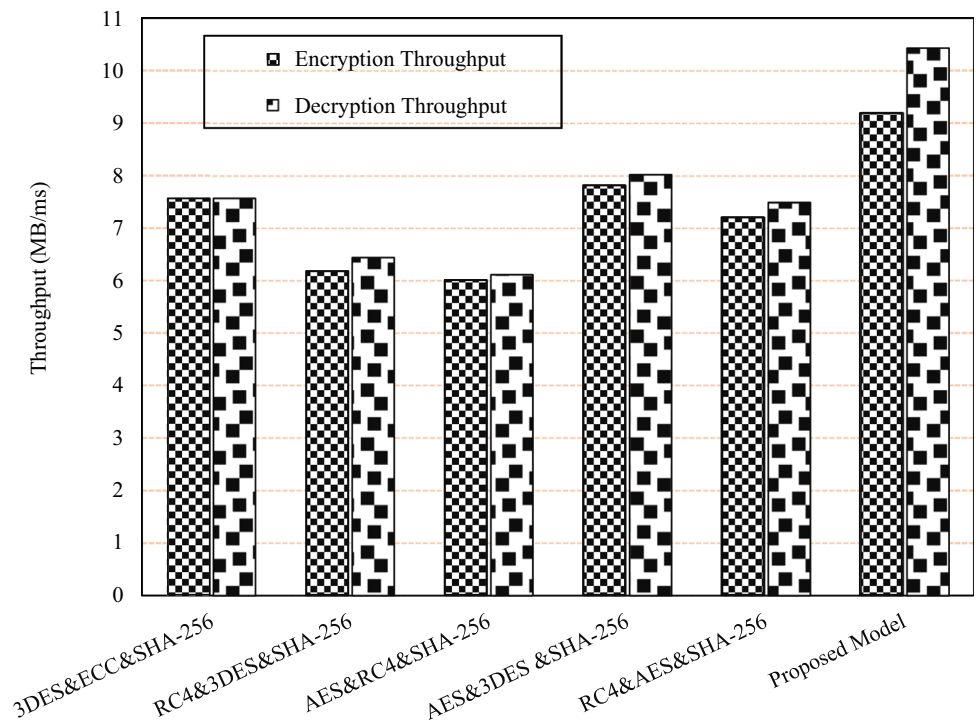 Throughput (MB/ms)
11
10
9
8
7
6
5
4
3
2
1
0
Encryption Throughput
Decryption Throughput
3DES&ECC&SHA-256
RC4&3DES&SHA-256
AES&RC4&SHA-256
AES&3DES &SHA-256
RC4&AES&SHA-256
Proposed Model